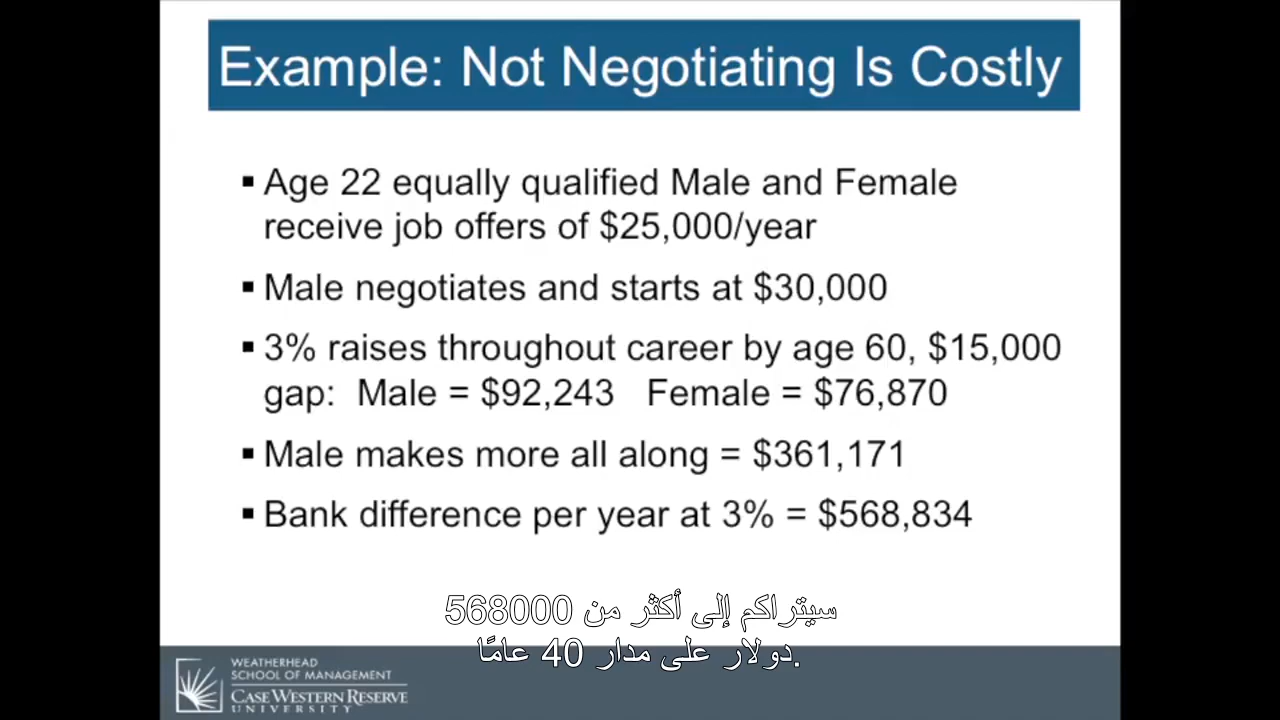 Example: Not Negotiating Is Costly
▪ Age 22 equally qualified Male and Female
receive job offers of $25,000/year
▪ Male negotiates and starts at $30,000
▪ 3% raises throughout career by age 60, $15,000
gap: Male = $92,243 Female = $76,870
▪ Male makes more all along = $361,171
▪ Bank difference per year at 3% = $568,834
سيتراكم إلى أكثر من 568000
دولار على مدار 40 عامًا.
WEATHERHEAD
SCHOOL OF MANAGEMENT
CASE WESTERN RESERVE
UNIVERSITY